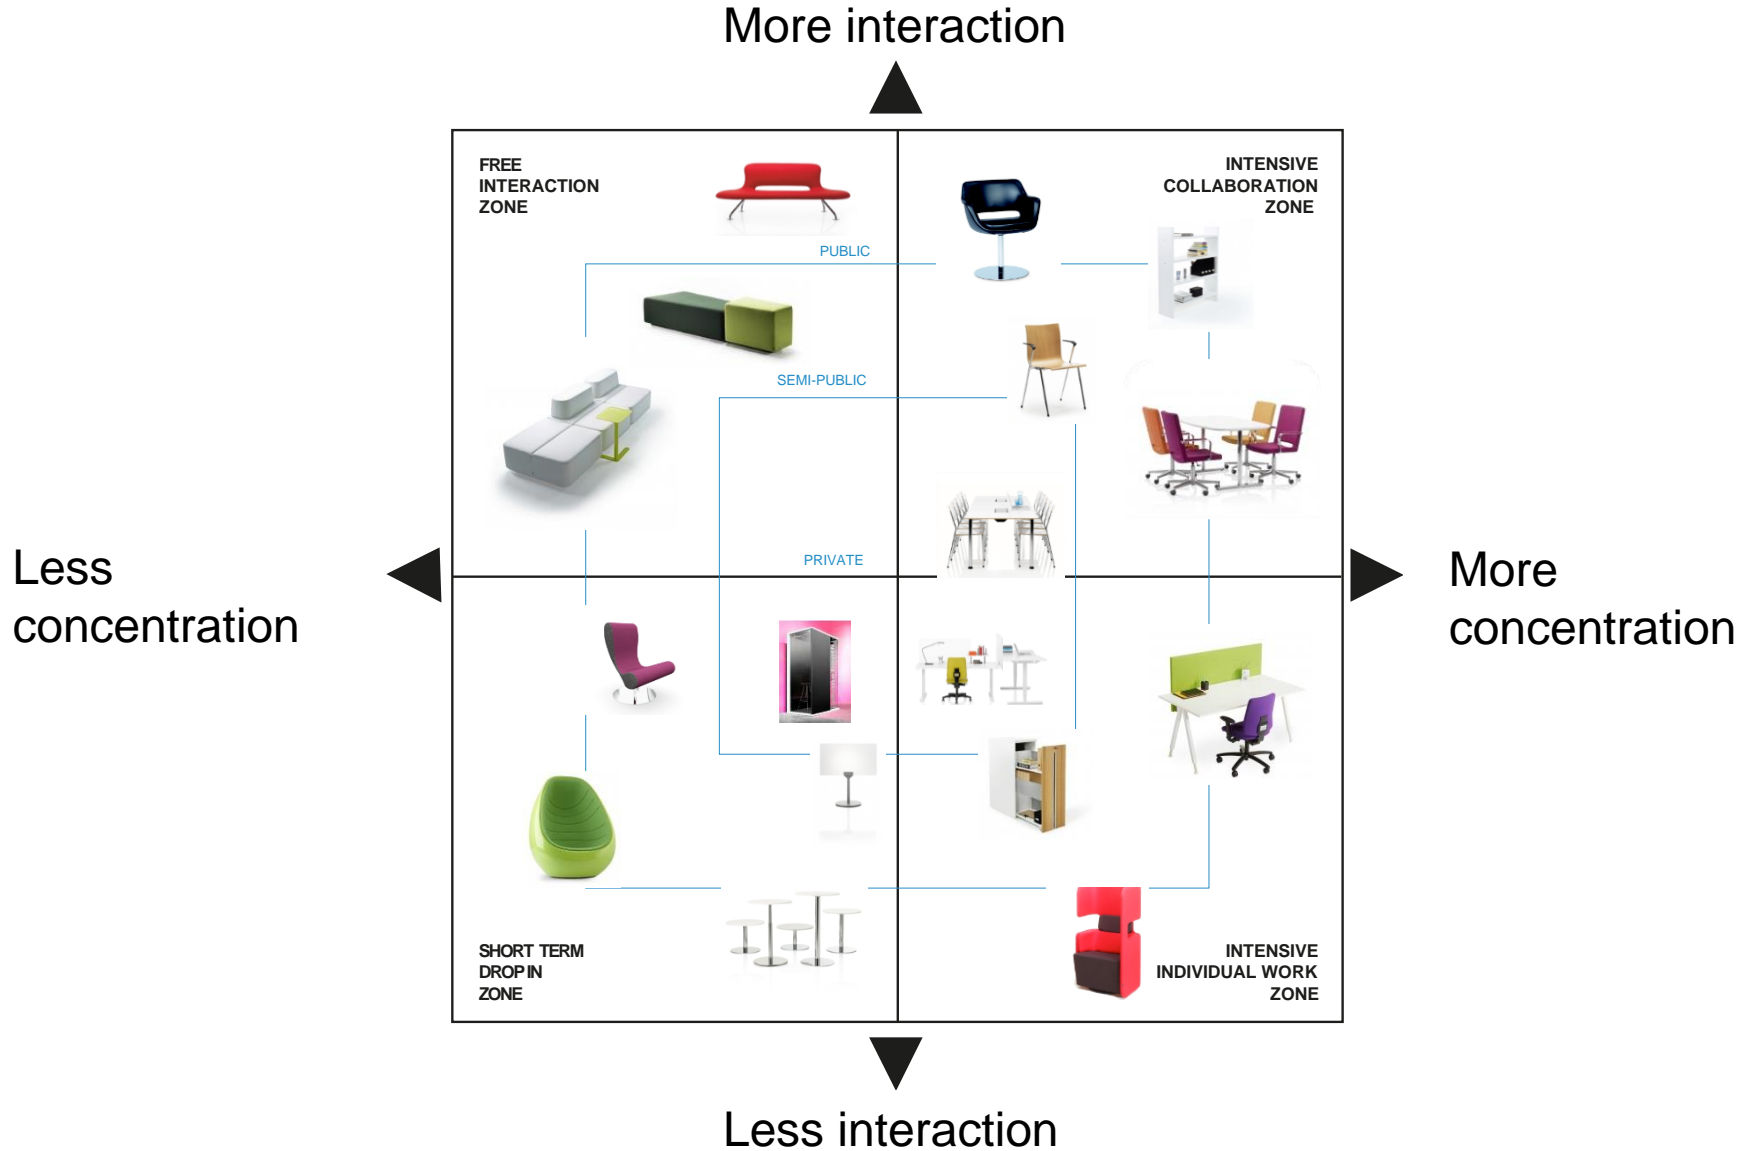 More interaction
FREE
INTERACTION
ZONE
INTENSIVE
COLLABORATION
ZONE
PUBLIC
SEMI-PUBLIC
PRIVATE
Less
concentration
More
concentration
SHORT TERM
DROP IN
ZONE
INTENSIVE
INDIVIDUAL WORK
ZONE
Less interaction